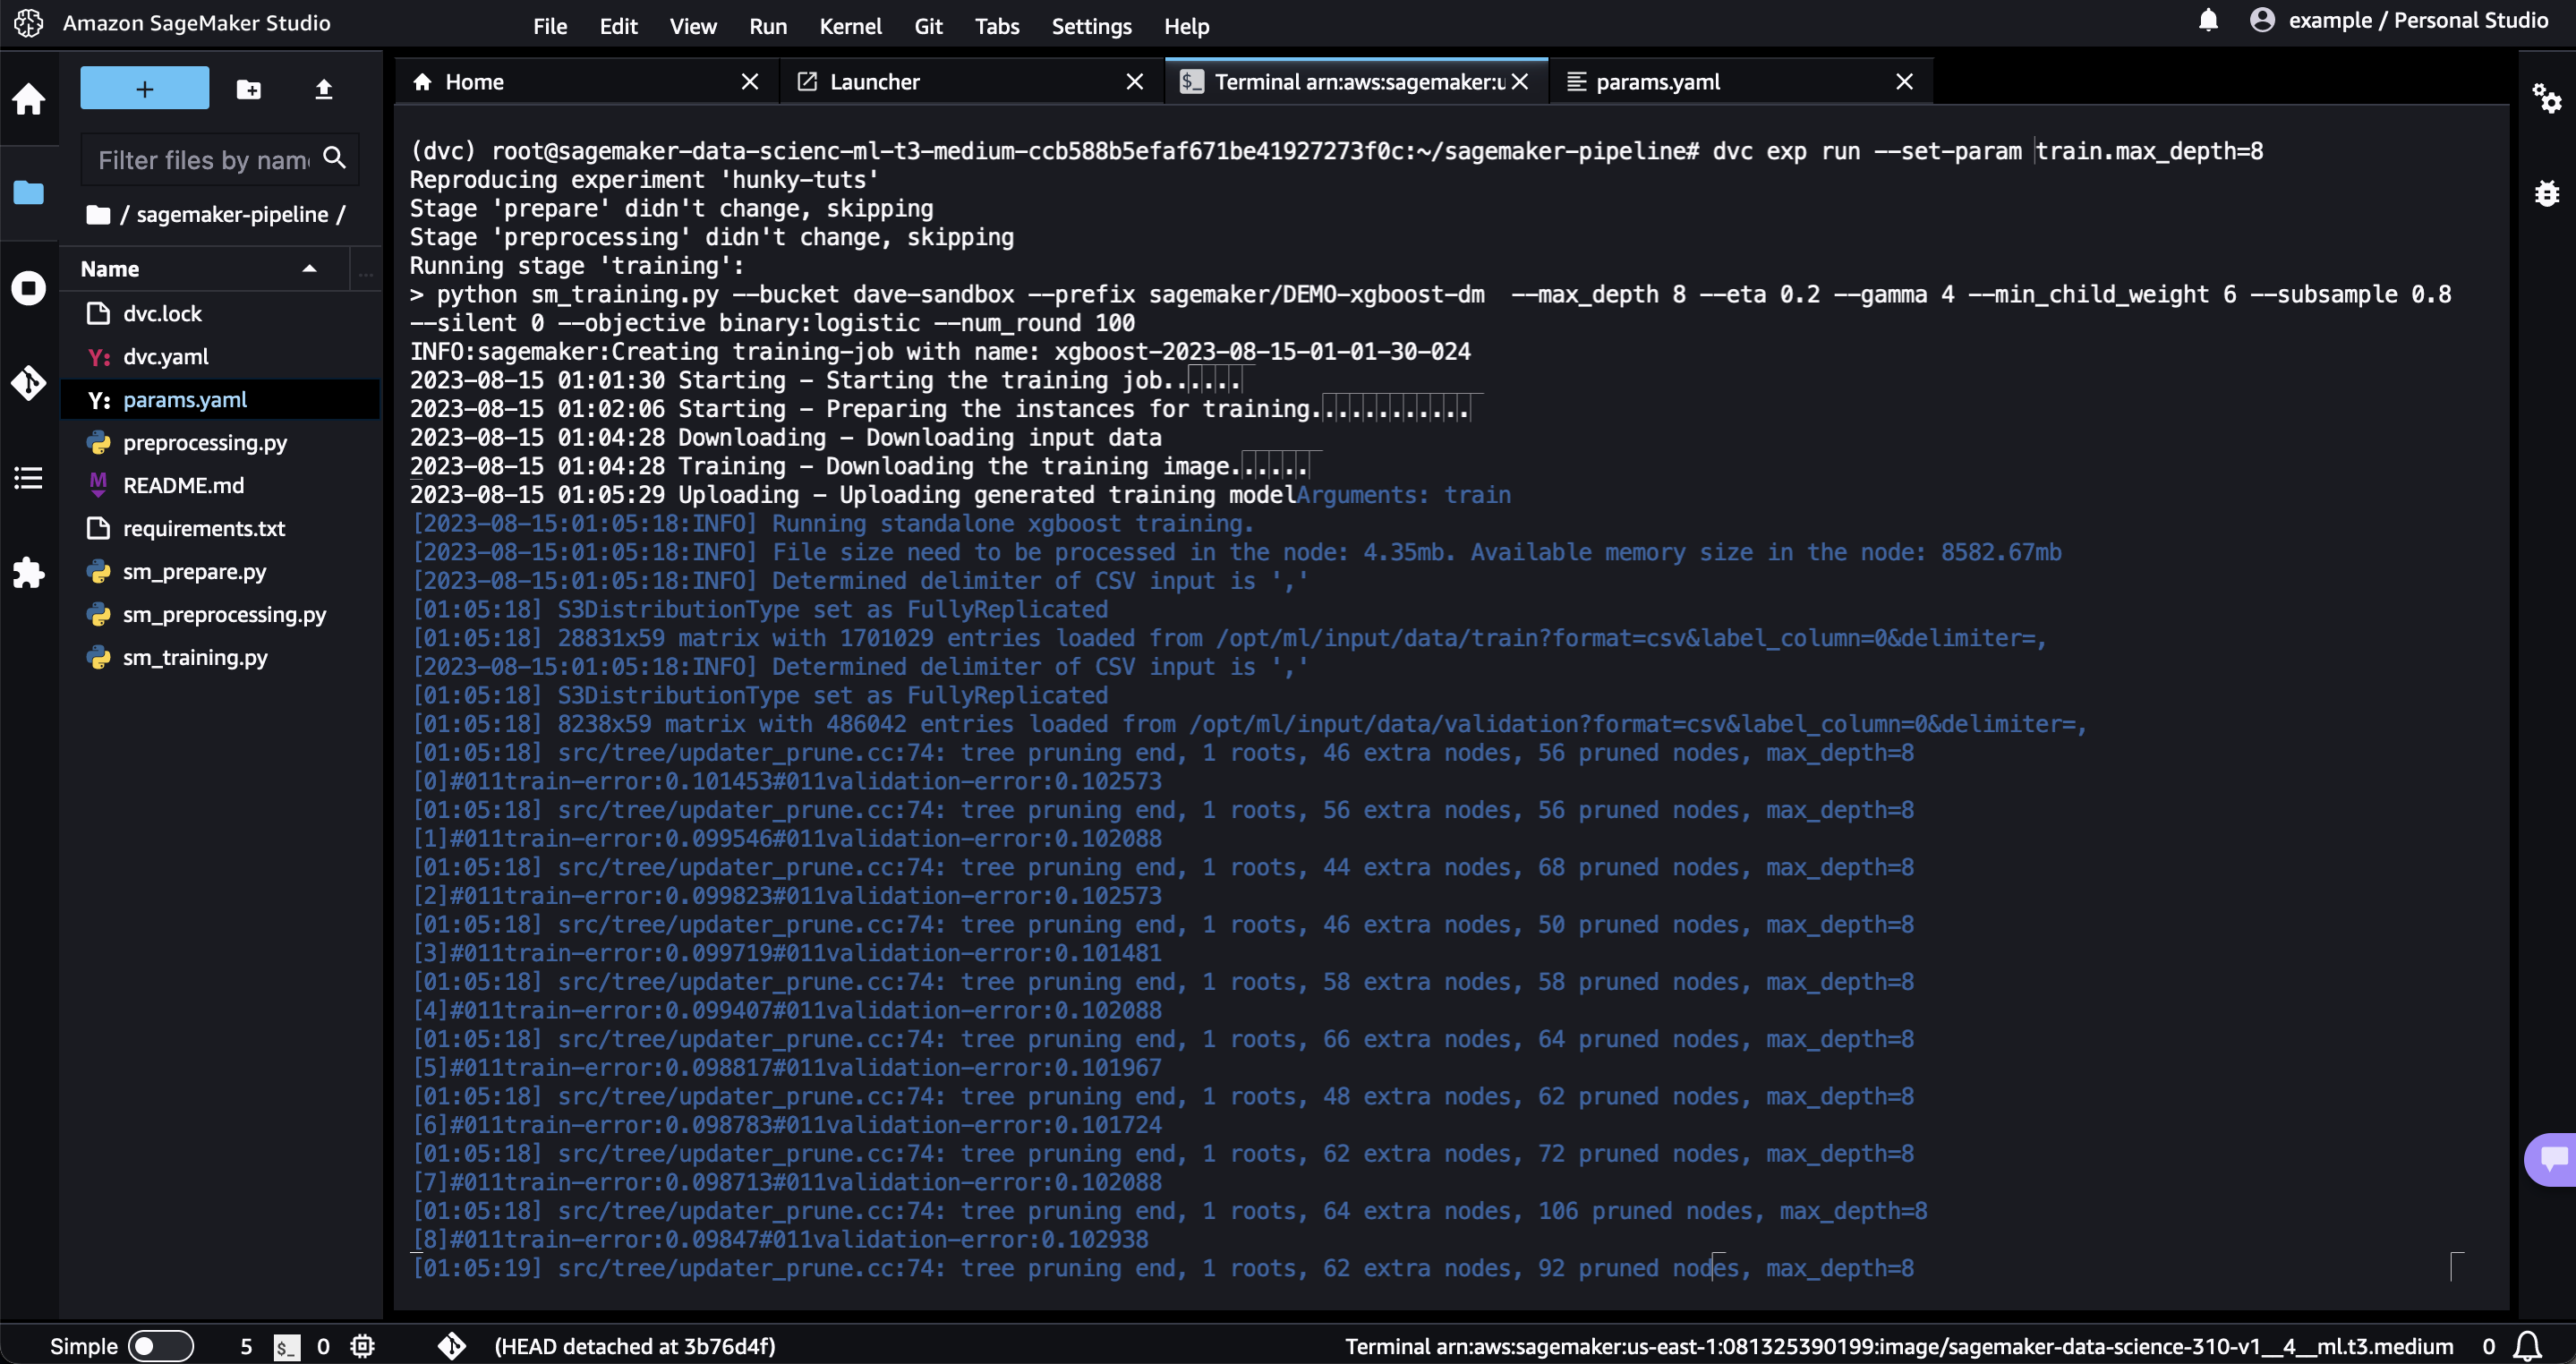 Amazon SageMaker Studio
File Edit View Run Kernel Git Tabs Settings Help
example / Personal Studio
Home
Launcher
Terminal arn:aws:sagemaker:u
params.yaml
Filter files by name
/ sagemaker-pipeline /
Name
...
dvc.lock
dvc.yaml
params.yaml
preprocessing.py
README.md
requirements.txt
sm_prepare.py
sm_preprocessing.py
sm_training.py
(dvc) root@sagemaker-data-scienc-ml-t3-medium-ccb588b5efaf671be41927273f0c:~/sagemaker-pipeline# dvc exp run --set-param train.max_depth=8
Reproducing experiment 'hunky-tuts'
Stage 'prepare' didn't change, skipping
Stage 'preprocessing' didn't change, skipping
Running stage 'training':
> python sm_training.py --bucket dave-sandbox --prefix sagemaker/DEMO-xgboost-dm  --max_depth 8 --eta 0.2 --gamma 4 --min_child_weight 6 --subsample 0.8
--silent 0 --objective binary:logistic --num_round 100
INFO:sagemaker:Creating training-job with name: xgboost-2023-08-15-01-01-30-024
2023-08-15 01:01:30 Starting - Starting the training job......
2023-08-15 01:02:06 Starting - Preparing the instances for training............
2023-08-15 01:04:28 Downloading - Downloading input data
2023-08-15 01:04:28 Training - Downloading the training image......
2023-08-15 01:05:29 Uploading - Uploading generated training modelArguments: train
[2023-08-15:01:05:18:INFO] Running standalone xgboost training.
[2023-08-15:01:05:18:INFO] File size need to be processed in the node: 4.35mb. Available memory size in the node: 8582.67mb
[2023-08-15:01:05:18:INFO] Determined delimiter of CSV input is ','
[01:05:18] S3DistributionType set as FullyReplicated
[01:05:18] 28831x59 matrix with 1701029 entries loaded from /opt/ml/input/data/train?format=csv&label_column=0&delimiter=,
[2023-08-15:01:05:18:INFO] Determined delimiter of CSV input is ','
[01:05:18] S3DistributionType set as FullyReplicated
[01:05:18] 8238x59 matrix with 486042 entries loaded from /opt/ml/input/data/validation?format=csv&label_column=0&delimiter=,
[01:05:18] src/tree/updater_prune.cc:74: tree pruning end, 1 roots, 46 extra nodes, 56 pruned nodes, max_depth=8
[0]#011train-error:0.101453#011validation-error:0.102573
[01:05:18] src/tree/updater_prune.cc:74: tree pruning end, 1 roots, 56 extra nodes, 56 pruned nodes, max_depth=8
[1]#011train-error:0.099546#011validation-error:0.102088
[01:05:18] src/tree/updater_prune.cc:74: tree pruning end, 1 roots, 44 extra nodes, 68 pruned nodes, max_depth=8
[2]#011train-error:0.099823#011validation-error:0.102573
[01:05:18] src/tree/updater_prune.cc:74: tree pruning end, 1 roots, 46 extra nodes, 50 pruned nodes, max_depth=8
[3]#011train-error:0.099719#011validation-error:0.101481
[01:05:18] src/tree/updater_prune.cc:74: tree pruning end, 1 roots, 58 extra nodes, 58 pruned nodes, max_depth=8
[4]#011train-error:0.099407#011validation-error:0.102088
[01:05:18] src/tree/updater_prune.cc:74: tree pruning end, 1 roots, 66 extra nodes, 64 pruned nodes, max_depth=8
[5]#011train-error:0.098817#011validation-error:0.101967
[01:05:18] src/tree/updater_prune.cc:74: tree pruning end, 1 roots, 48 extra nodes, 62 pruned nodes, max_depth=8
[6]#011train-error:0.098783#011validation-error:0.101724
[01:05:18] src/tree/updater_prune.cc:74: tree pruning end, 1 roots, 62 extra nodes, 72 pruned nodes, max_depth=8
[7]#011train-error:0.098713#011validation-error:0.102088
[01:05:18] src/tree/updater_prune.cc:74: tree pruning end, 1 roots, 64 extra nodes, 106 pruned nodes, max_depth=8
[8]#011train-error:0.09847#011validation-error:0.102938
[01:05:19] src/tree/updater_prune.cc:74: tree pruning end, 1 roots, 62 extra nodes, 92 pruned nodes, max_depth=8
Simple 5 $_ 0 (HEAD detached at 3b76d4f) Terminal arn:aws:sagemaker:us-east-1:081325390199:image/sagemaker-data-science-310-v1__4__ml.t3.medium 0